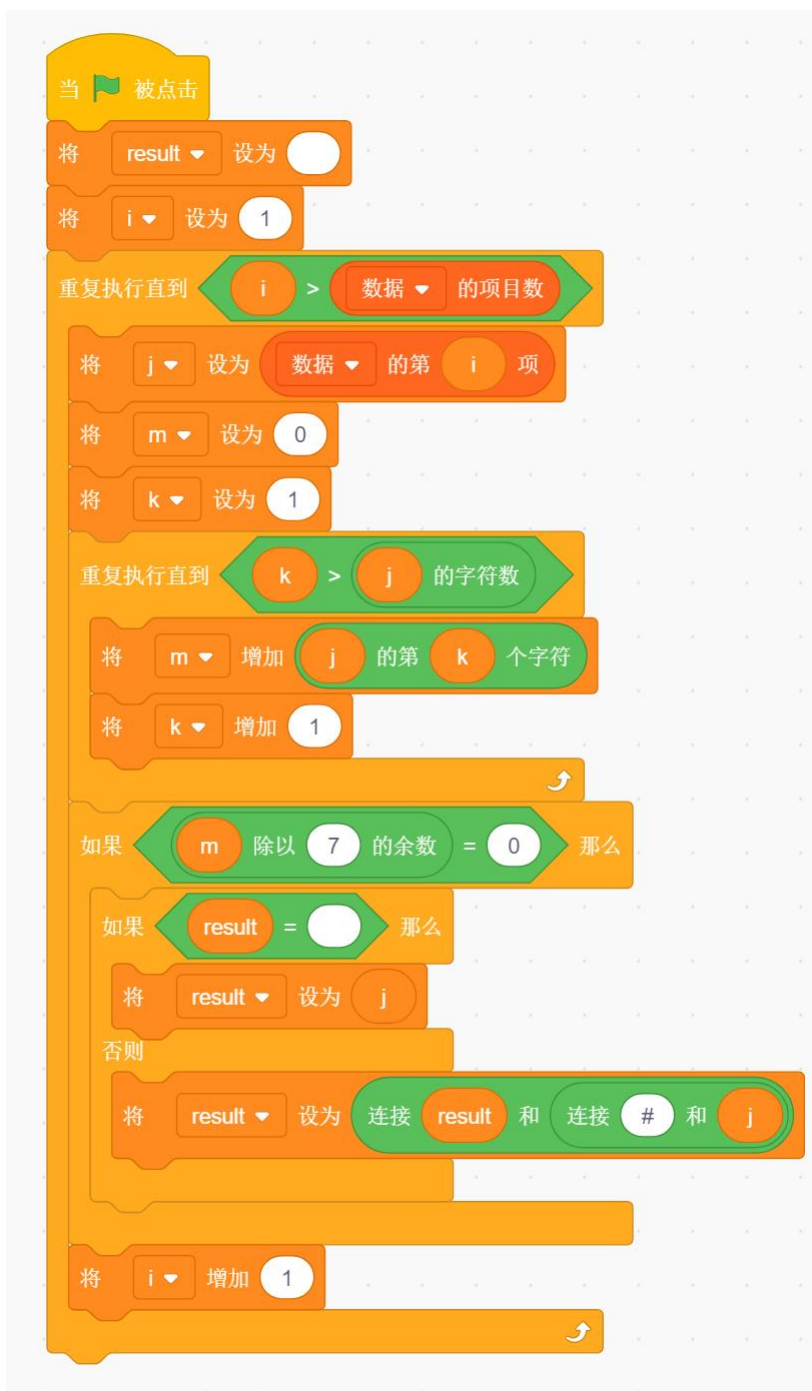 当 被点击
将 result 设为
将 i 设为 1
重复执行直到 i > 数据 的项目数
将 j 设为 数据 的第 i 项
将 m 设为 0
将 k 设为 1
重复执行直到 k > j 的字符数
将 m 增加 j 的第 k 个字符
将 k 增加 1
如果 m 除以 7 的余数 = 0 那么
如果 result = 那么
将 result 设为 j
否则
将 result 设为 连接 result 和 连接 # 和 j
将 i 增加 1